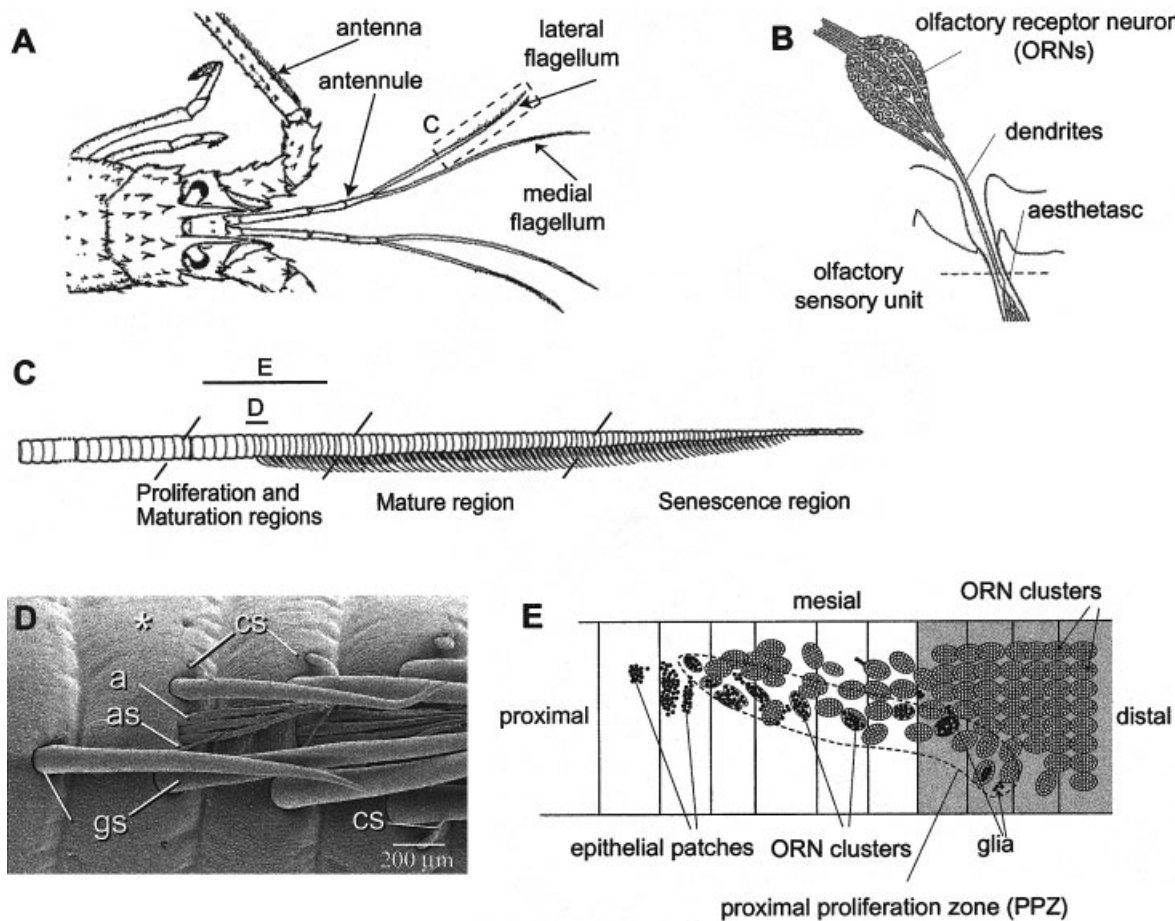 A
antenna
antennule
lateral
flagellum
C
medial
flagellum
B
olfactory receptor neuron
(ORNs)
dendrites
aesthetasc
olfactory
sensory unit
C
E
D
Proliferation and
Maturation regions
Mature region
Senescence region
D
*
cs
a
as
gs
cs
200 µm
E
mesial
ORN clusters
proximal
distal
epithelial patches
ORN clusters
glia
proximal proliferation zone (PPZ)